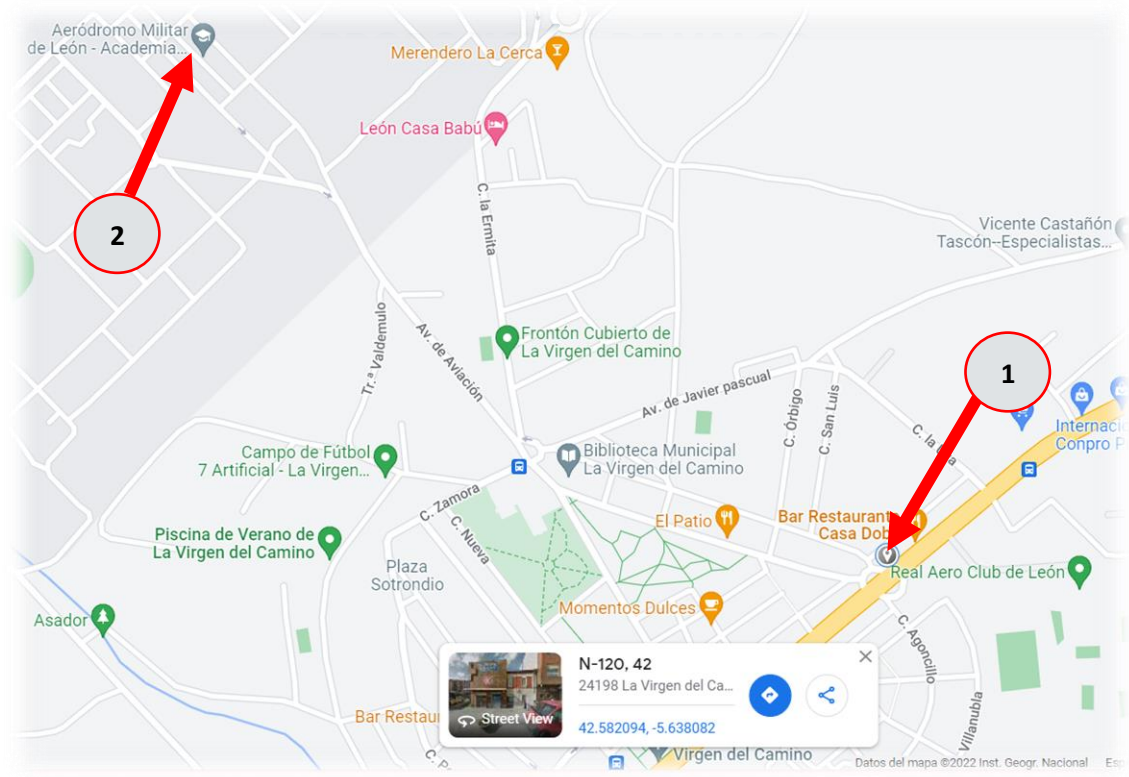 Aeródromo Militar
de León - Academia...
Merendero La Cerca
León Casa Babú
C. la Ermita
2
Vicente Castañón
Tascón--Especialistas...
Tr.ª Valdemulo
Av. de Aviación
Frontón Cubierto de
La Virgen del Camino
1
Av. de Javier pascual
C. Órbigo
C. San Luis
C. la
Internacio
Conpro P
Campo de Fútbol
7 Artificial - La Virgen...
Biblioteca Municipal
La Virgen del Camino
C. Zamora
C. Nueva
El Patio
Bar Restaurant
Casa Dob
Piscina de Verano de
La Virgen del Camino
Plaza
Sotrondio
Real Aero Club de León
Momentos Dulces
Asador
C. Agoncillo
N-120, 42
24198 La Virgen del Ca...
Street View
42.582094, -5.638082
Bar Restau
Villanubla
Virgen del Camino
Datos del mapa ©2022 Inst. Geogr. Nacional